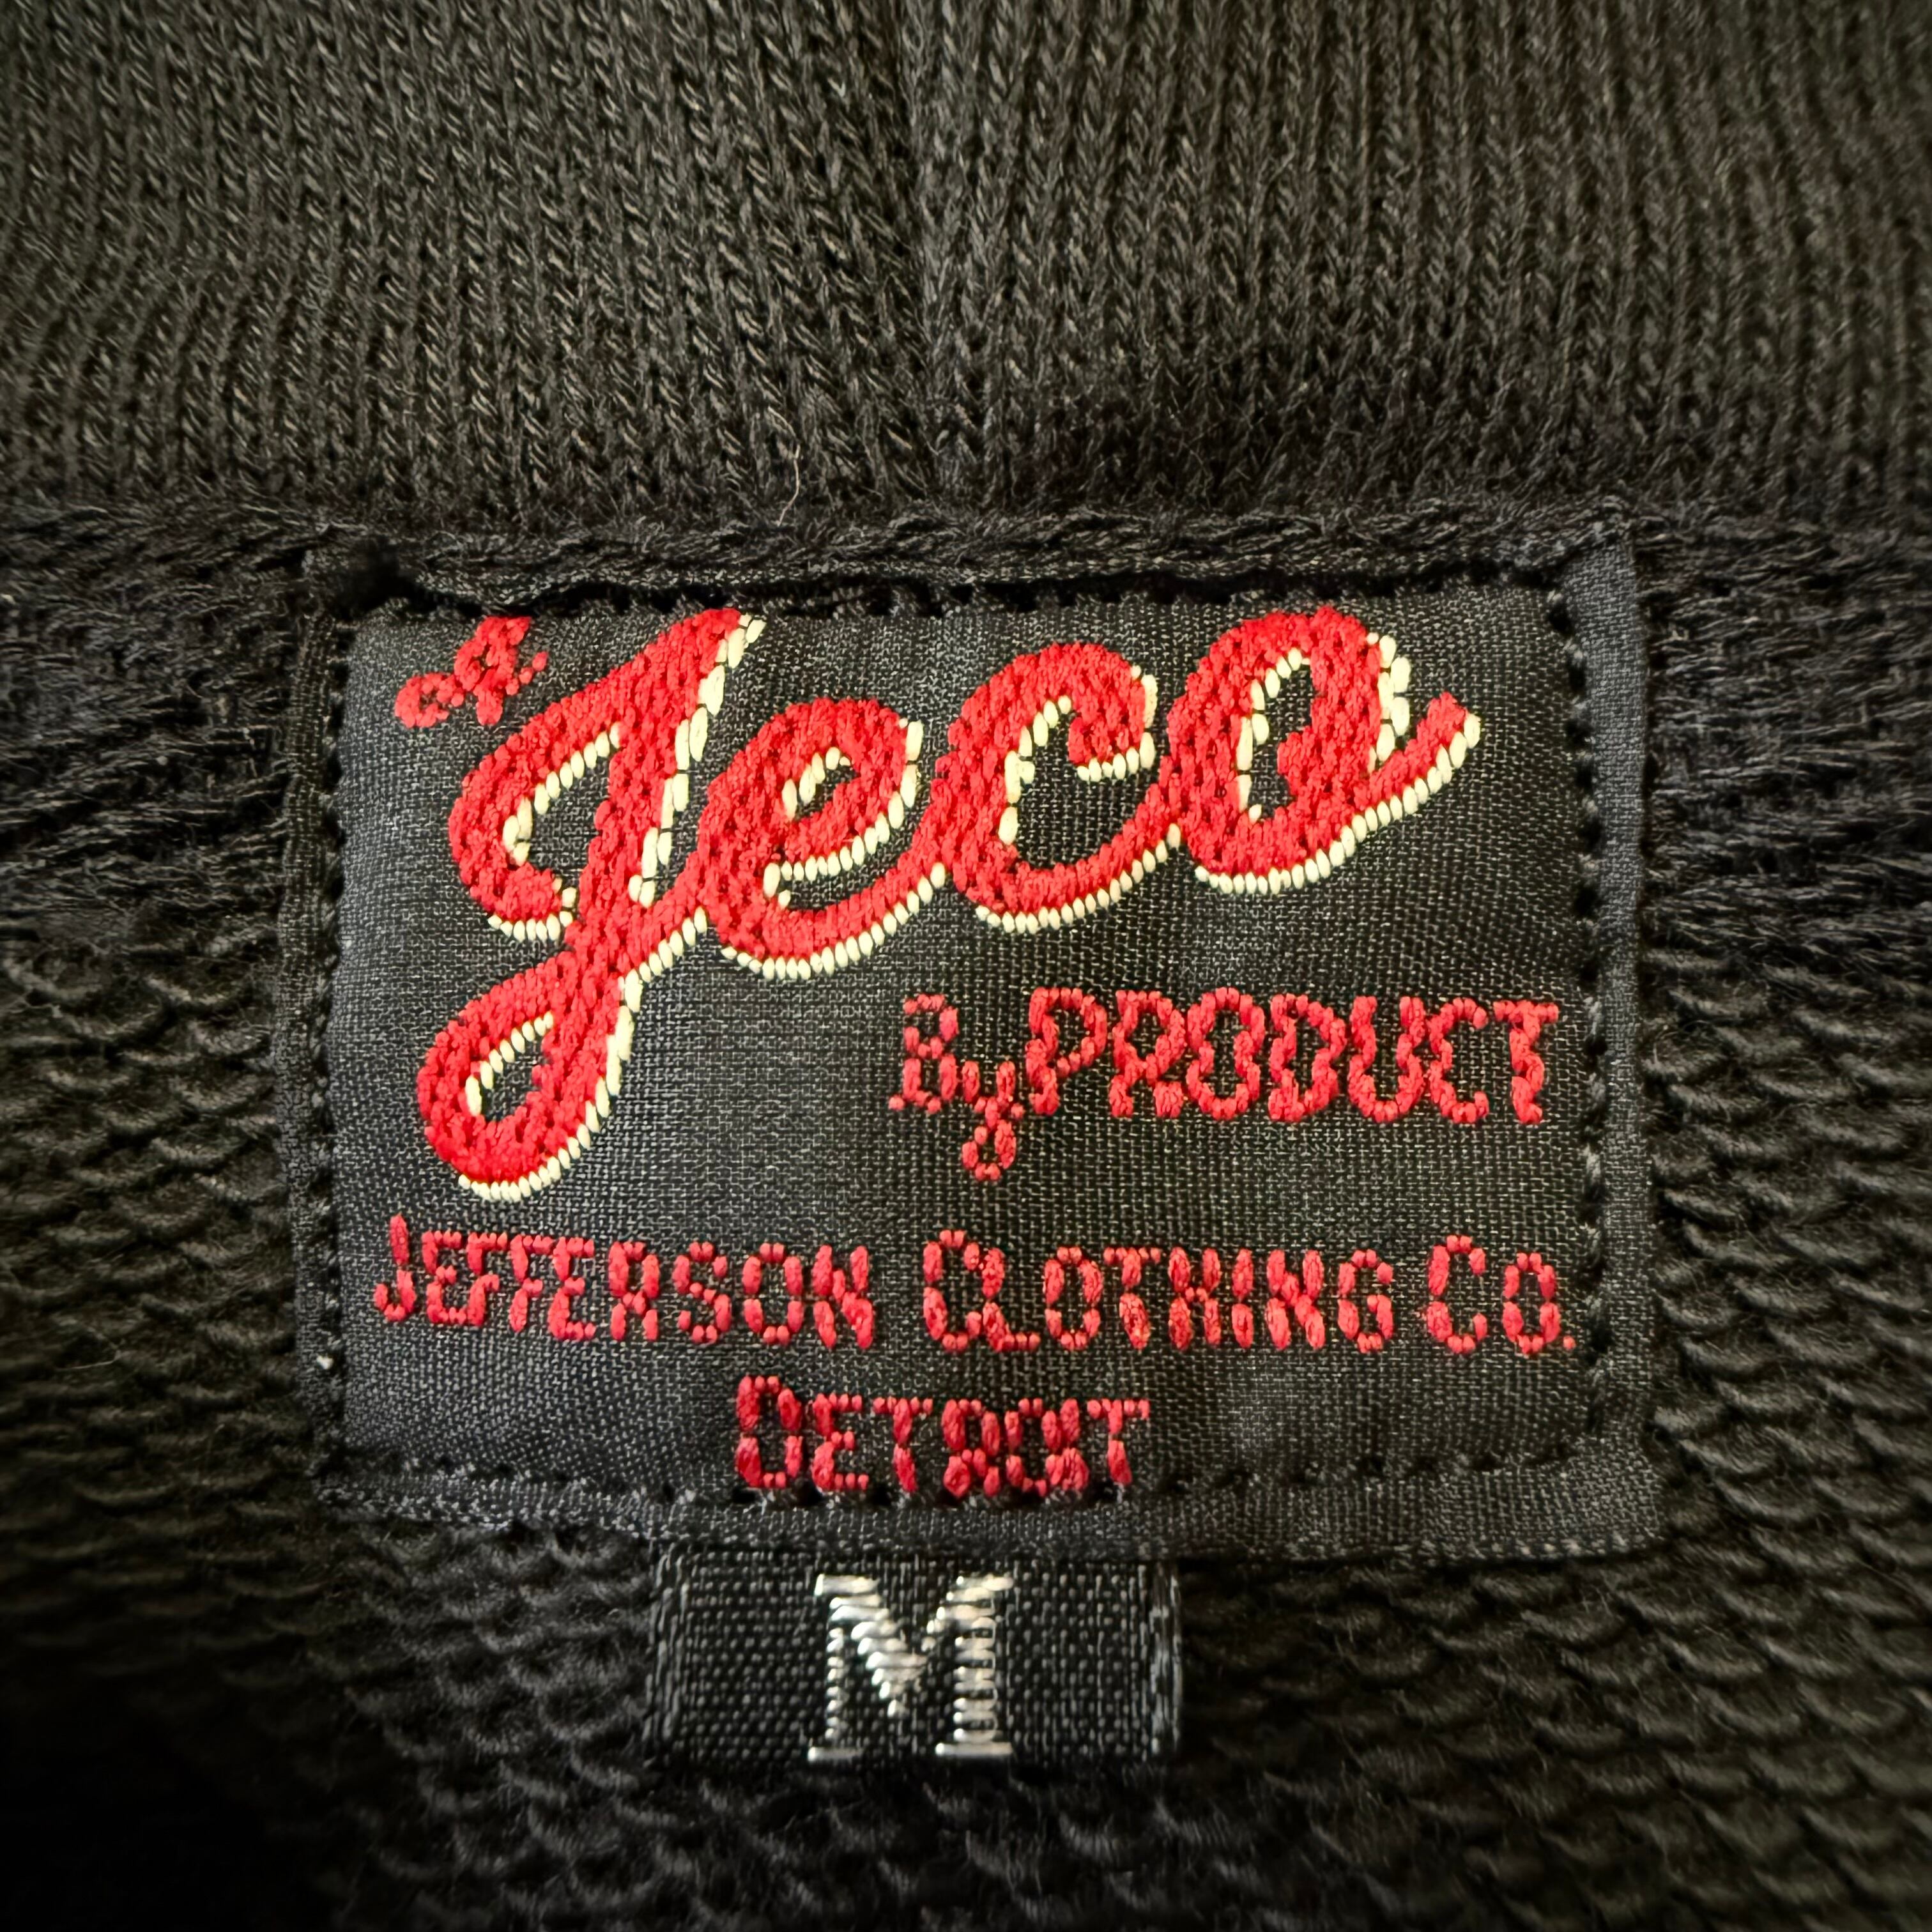 A
Jeco
By PRODUCT
JEFFERSON CLOTHING CO.
DETROIT
M